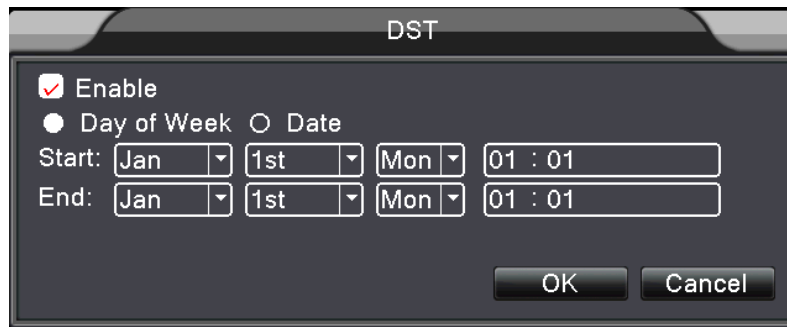 DST
Enable
Day of Week Date
Start: Jan 1st Mon 01 : 01
End: Jan 1st Mon 01 : 01
OK Cancel